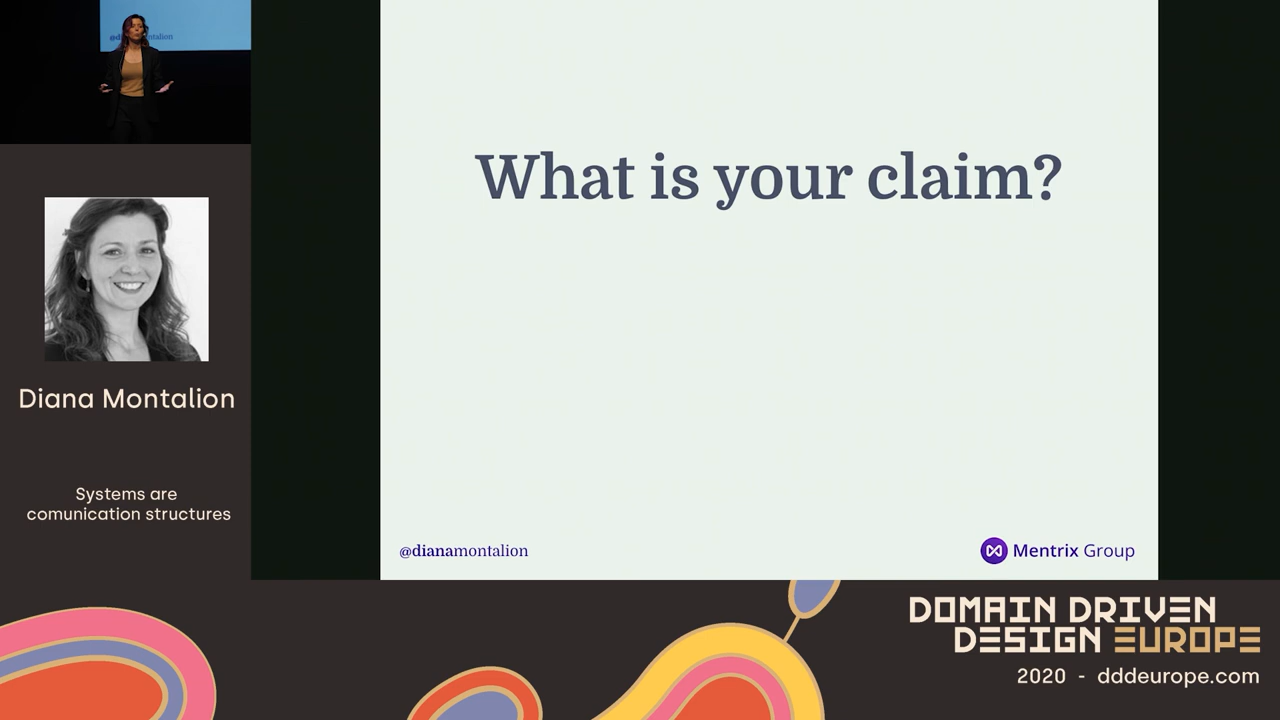 What is your claim?
@dianamontalion
Mentrix Group
Diana Montalion
Systems are
comunication structures
DOMAIN DRIVEN
DESIGN EUROPE
2020 - dddeurope.com